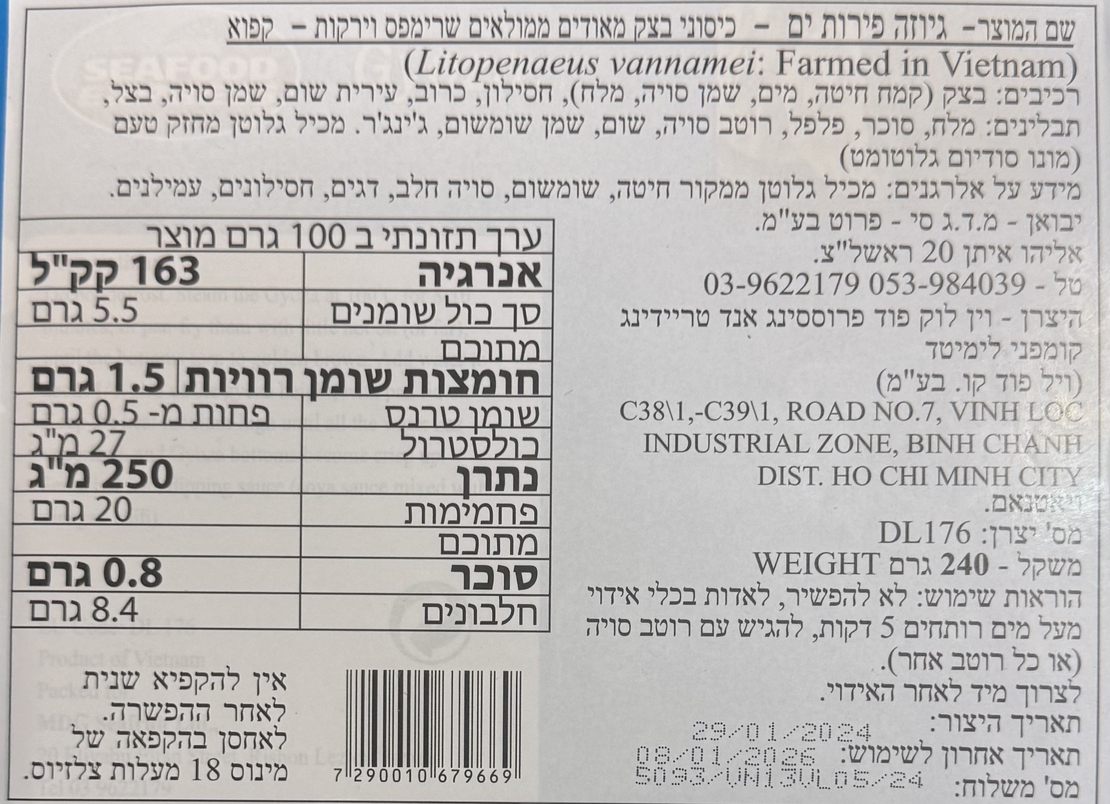 שם המוצר- גיוזה פירות ים - כיסוני בצק מאודים ממולאים שרימפס וירקות - קפוא
(Litopenaeus vannamei: Farmed in Vietnam)
רכיבים: בצק (קמח חיטה, מים, שמן סויה, מלח), חסילון, כרוב, עירית שום, שמן סויה, בצל,
תבלינים: מלח, סוכר, פלפל, רוטב סויה, שום, שמן שומשום, ג'ינג'ר. מכיל גלוטן מחזק טעם
(מונו סודיום גלוטומט)
מידע על אלרגנים: מכיל גלוטן ממקור חיטה, שומשום, סויה חלב, דגים, חסילונים, עמילנים.
יבואן - מ.ד.ג סי - פרוט בע"מ.
אליהו איתן 20 ראשל"צ.
טל - 053-984039 03-9622179
היצרן - וין לוק פוד פרוססינג אנד טריידינג
קומפני לימיטד
(ויל פוד קו. בע"מ)
C38\1,-C39\1, ROAD NO.7, VINH LOC
INDUSTRIAL ZONE, BINH CHANH
DIST. HO CHI MINH CITY
ויאטנאם.
מס' יצרן: DL176
משקל - 240 גרם WEIGHT
הוראות שימוש: לא להפשיר, לאדות בכלי אידוי
מעל מים רותחים 5 דקות, להגיש עם רוטב סויה
(או כל רוטב אחר).
לצרוך מיד לאחר האידוי.
תאריך היצור: 29/01/2024
תאריך אחרון לשימוש: 08/01/2026
מס' משלוח: 5093/VN13VL05/24
ערך תזונתי ב 100 גרם מוצר
אנרגיה 163 קק"ל
סך כול שומנים 5.5 גרם
מתוכם
חומצות שומן רוויות 1.5 גרם
שומן טרנס פחות מ- 0.5 גרם
כולסטרול 27 מ"ג
נתרן 250 מ"ג
פחמימות 20 גרם
מתוכם
סוכר 0.8 גרם
חלבונים 8.4 גרם
אין להקפיא שנית
לאחר ההפשרה.
לאחסן בהקפאה של
מינוס 18 מעלות צלזיוס.
7 290010 679669
SEAFOOD
Product of Vietnam